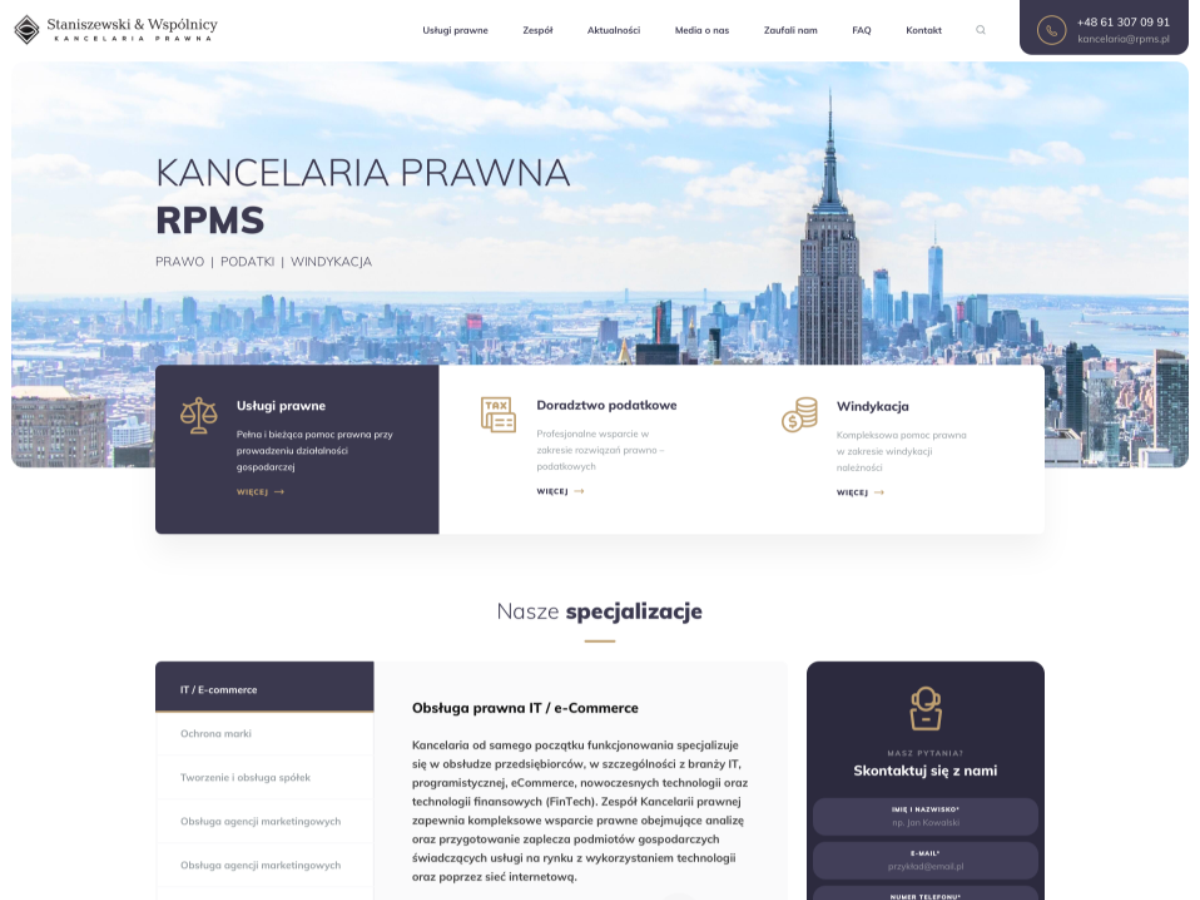 Staniszewski & Wspólnicy
KANCELARIA PRAWNA
Usługi prawne
Zespół
Aktualności
Media o nas
Zaufali nam
FAQ
Kontakt
+48 61 307 09 91
kancelaria@rpms.pl
KANCELARIA PRAWNA
RPMS
PRAWO | PODATKI | WINDYKACJA
Usługi prawne
Pełna i bieżąca pomoc prawna przy
prowadzeniu działalności
gospodarczej
WIĘCEJ
TAX
Doradztwo podatkowe
Profesjonalne wsparcie w
zakresie rozwiązań prawno –
podatkowych
WIĘCEJ
Windykacja
Kompleksowa pomoc prawna
w zakresie windykacji
należności
WIĘCEJ
Nasze specjalizacje
IT / E-commerce
Ochrona marki
Tworzenie i obsługa spółek
Obsługa agencji marketingowych
Obsługa agencji marketingowych
Obsługa prawna IT / e-Commerce
Kancelaria od samego początku funkcjonowania specjalizuje
się w obsłudze przedsiębiorców, w szczególności z branży IT,
programistycznej, eCommerce, nowoczesnych technologii oraz
technologii finansowych (FinTech). Zespół Kancelarii prawnej
zapewnia kompleksowe wsparcie prawne obejmujące analizę
oraz przygotowanie zaplecza podmiotów gospodarczych
świadczących usługi na rynku z wykorzystaniem technologii
oraz poprzez sieć internetową.
MASZ PYTANIA?
Skontaktuj się z nami
IMIĘ I NAZWISKO*
np. Jan Kowalski
E-MAIL*
przykład@email.pl
NUMER TELEFONU*